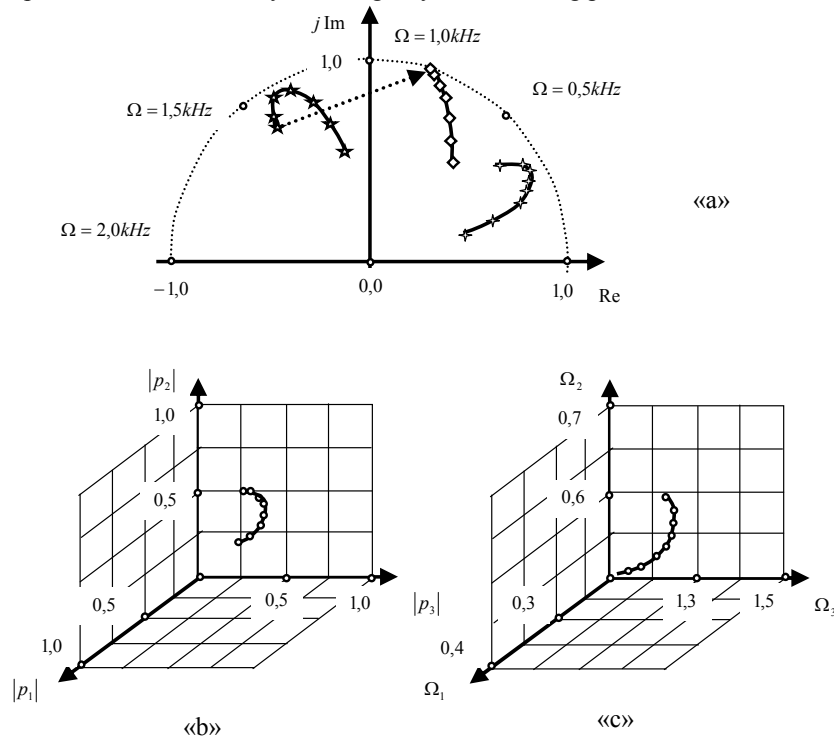 j Im
Ω = 1,0kHz
1,0
Ω = 0,5kHz
Ω = 1,5kHz
«a»
Ω = 2,0kHz
−1,0
0,0
1,0
Re
|p₂|
1,0
0,5
0,5
0,5
1,0
1,0
|p₃|
|p₁|
«b»
Ω₂
0,7
0,6
0,3
1,3
1,5
Ω₃
0,4
Ω₁
«c»